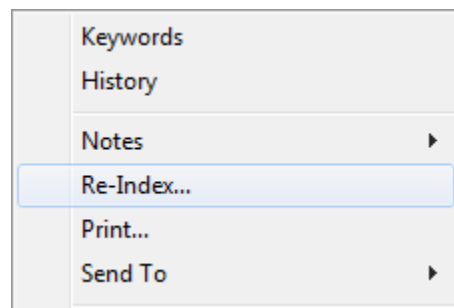 Keywords
History
Notes
Re-Index...
Print...
Send To